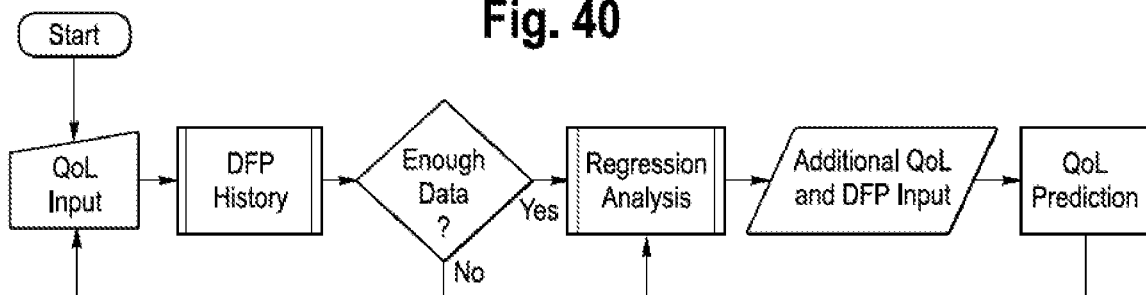 Fig. 40
Start
QoL
Input
DFP
History
Enough
Data
?
Yes
No
Regression
Analysis
Additional QoL
and DFP Input
QoL
Prediction